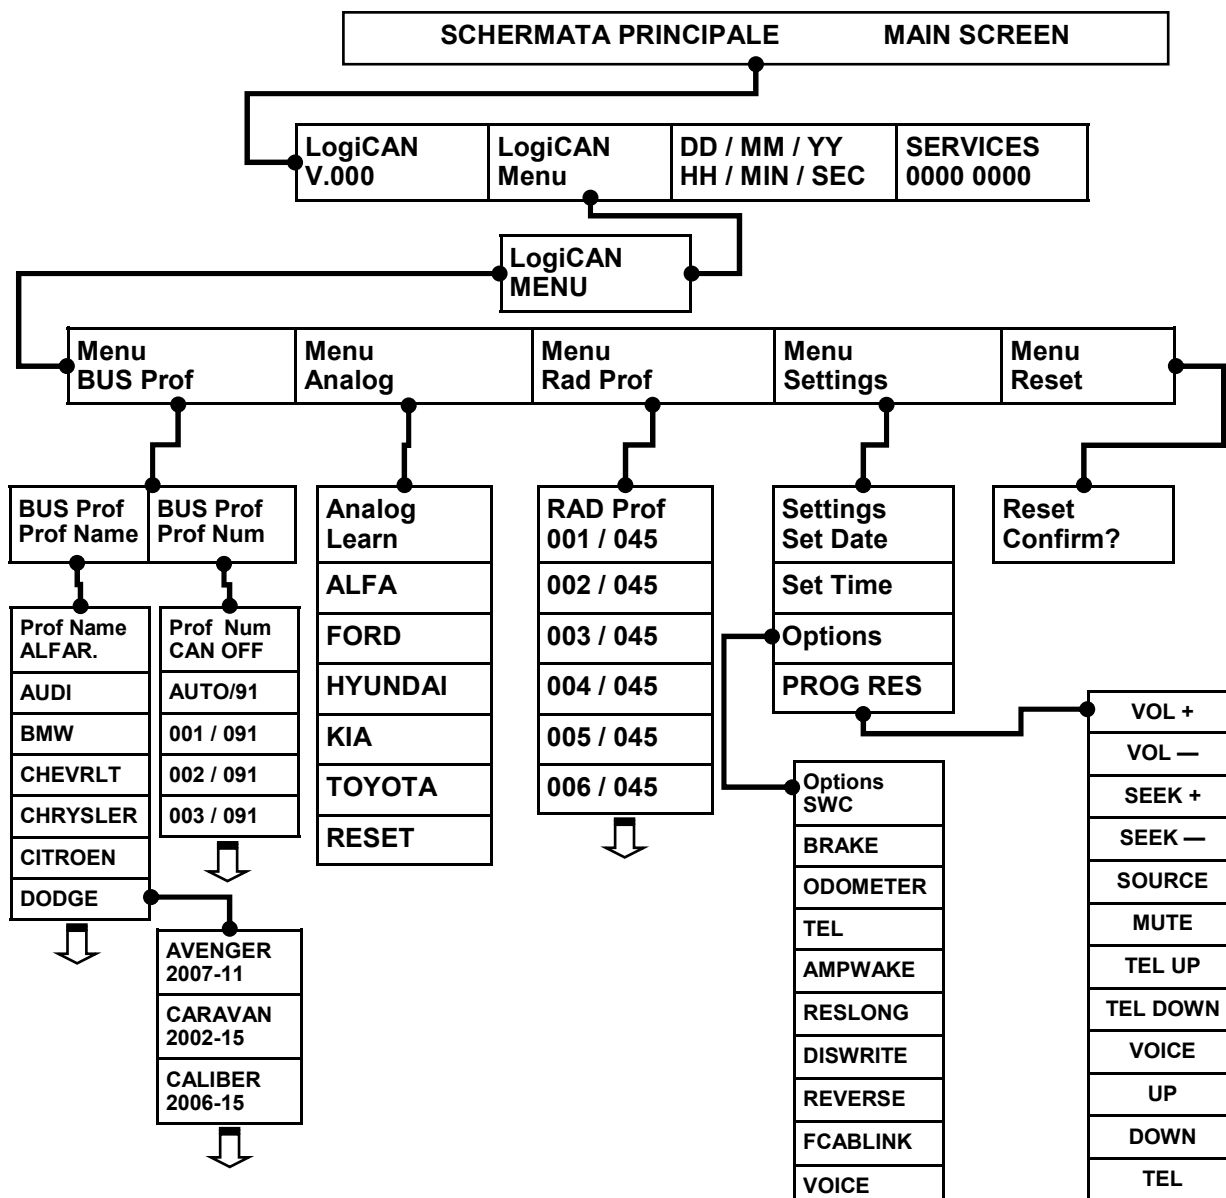 SCHERMATA PRINCIPALE MAIN SCREEN
LogiCAN
V.000
LogiCAN
Menu
DD / MM / YY
HH / MIN / SEC
SERVICES
0000 0000
LogiCAN
MENU
Menu
BUS Prof
Menu
Analog
Menu
Rad Prof
Menu
Settings
Menu
Reset
BUS Prof
Prof Name
BUS Prof
Prof Num
Prof Name
ALFAR.
AUDI
BMW
CHEVRLT
CHRYSLER
CITROEN
DODGE
Prof Num
CAN OFF
AUTO/91
001 / 091
002 / 091
003 / 091
AVENGER
2007-11
CARAVAN
2002-15
CALIBER
2006-15
Analog
Learn
ALFA
FORD
HYUNDAI
KIA
TOYOTA
RESET
RAD Prof
001 / 045
002 / 045
003 / 045
004 / 045
005 / 045
006 / 045
Settings
Set Date
Set Time
Options
PROG RES
Options
SWC
BRAKE
ODOMETER
TEL
AMPWAKE
RESLONG
DISWRITE
REVERSE
FCABLINK
VOICE
Reset
Confirm?
VOL +
VOL —
SEEK +
SEEK —
SOURCE
MUTE
TEL UP
TEL DOWN
VOICE
UP
DOWN
TEL